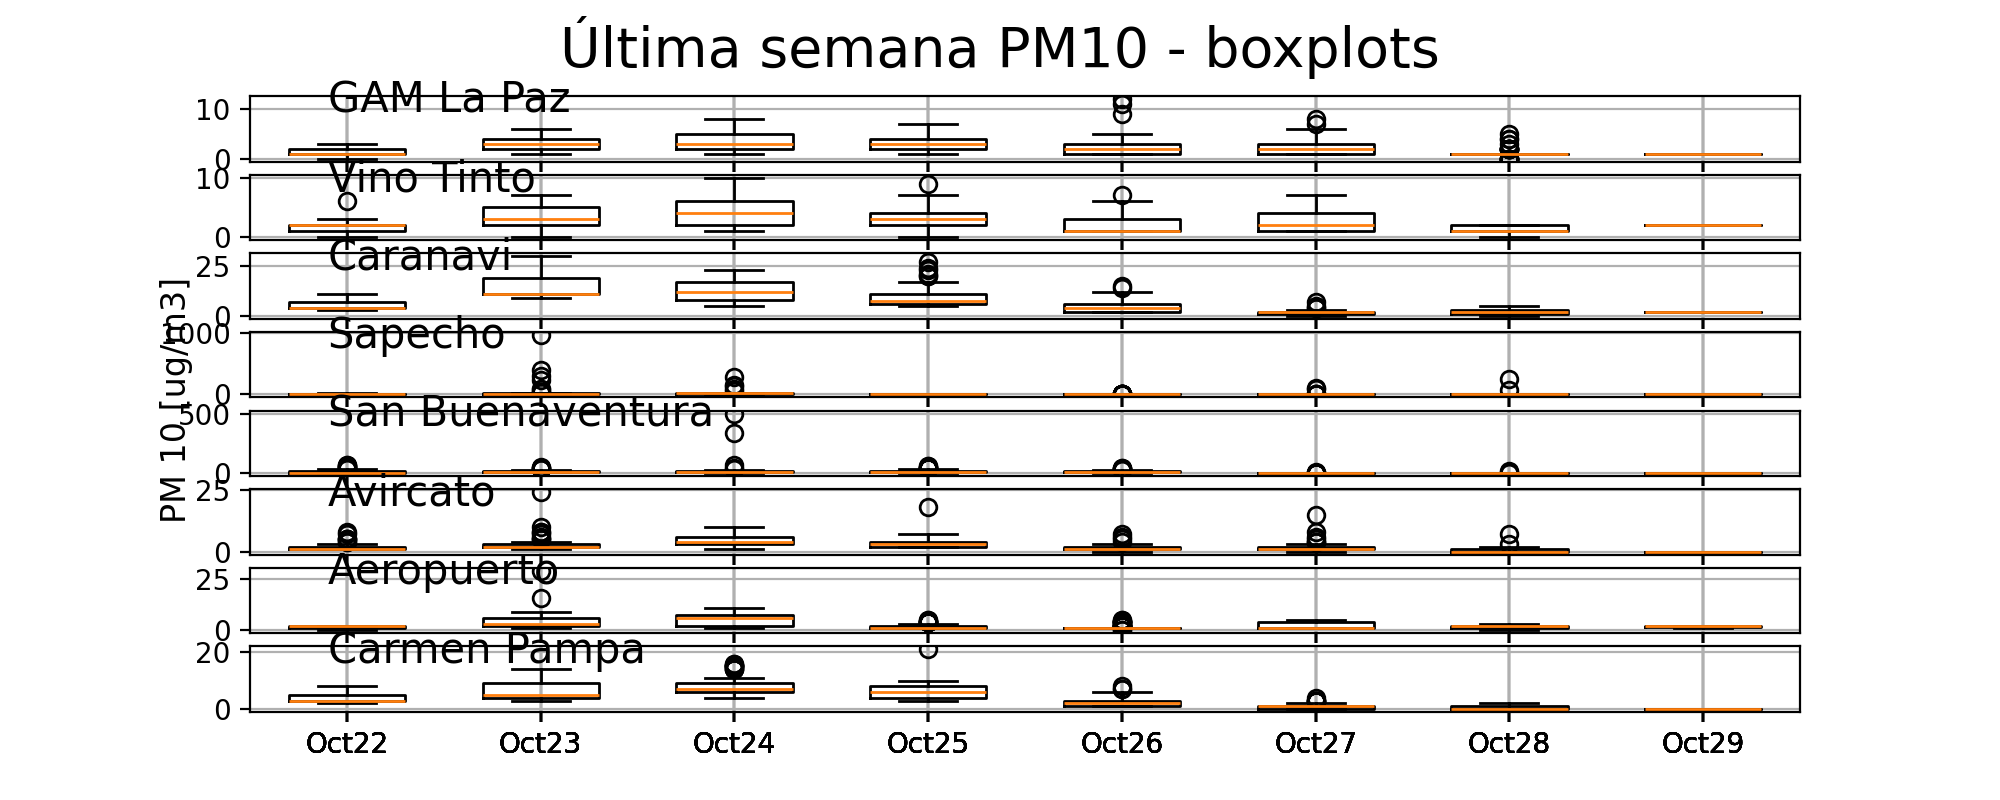 Última semana PM10 - boxplots
GAM La Paz
10
0
Vino Tinto
10
0
Caranavi
25
0
PM 10 [ug/m3]
Sapecho
1000
0
San Buenaventura
500
0
Avircato
25
0
Aeropuerto
25
0
Carmen Pampa
20
0
Oct22 Oct23 Oct24 Oct25 Oct26 Oct27 Oct28 Oct29